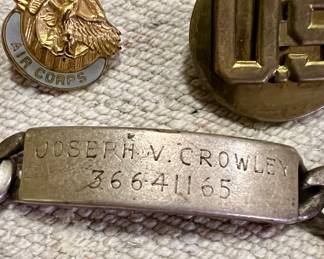 AIR CORPS
U.S.
JOSEPH V. CROWLEY
36641165